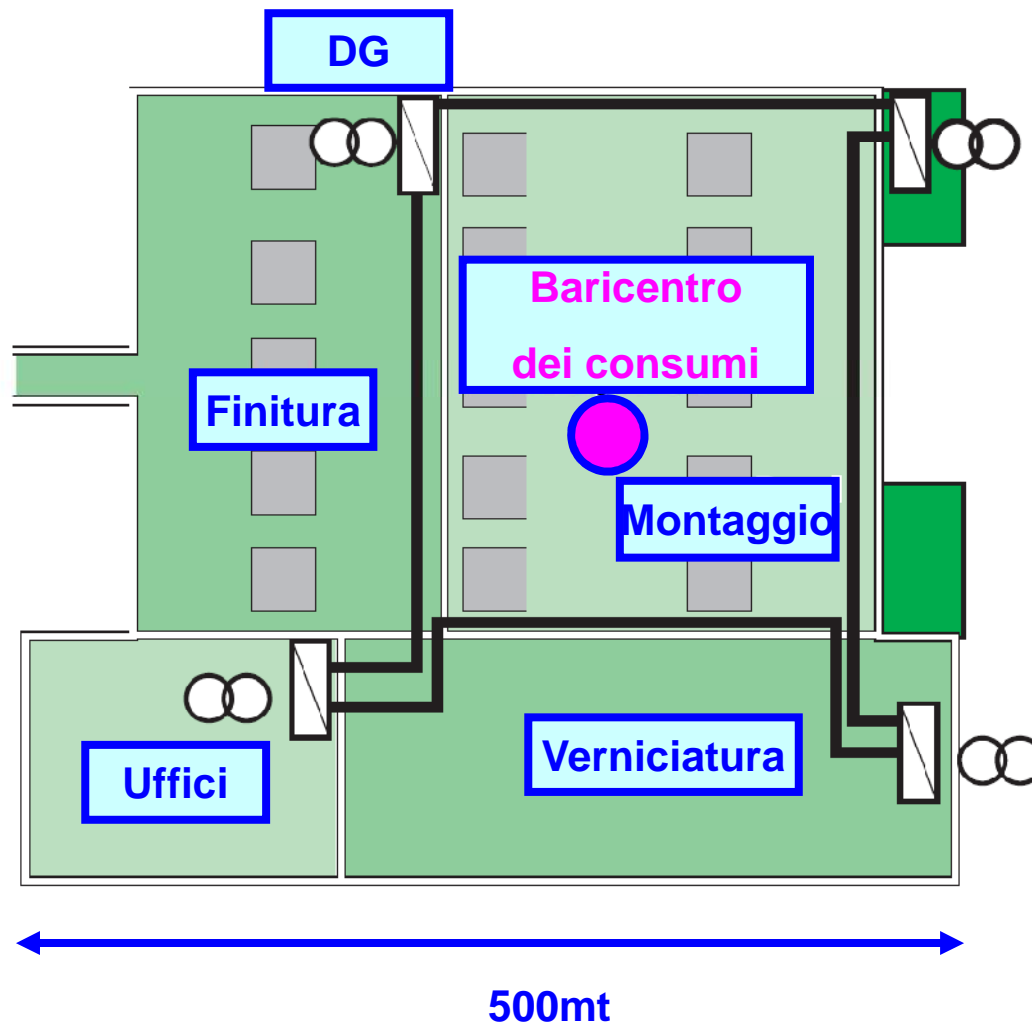 DG
Baricentro
dei consumi
Finitura
Montaggio
Verniciatura
Uffici
500mt